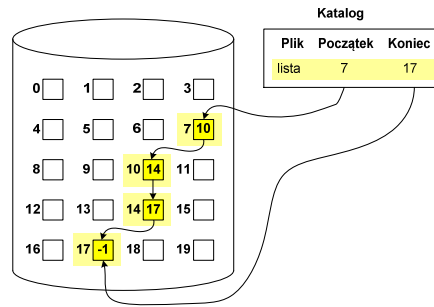 Katalog
Plik Początek Koniec
lista 7 17
0 1 2 3
4 5 6 7 10
8 9 10 14 11
12 13 14 17 15
16 17 -1 18 19